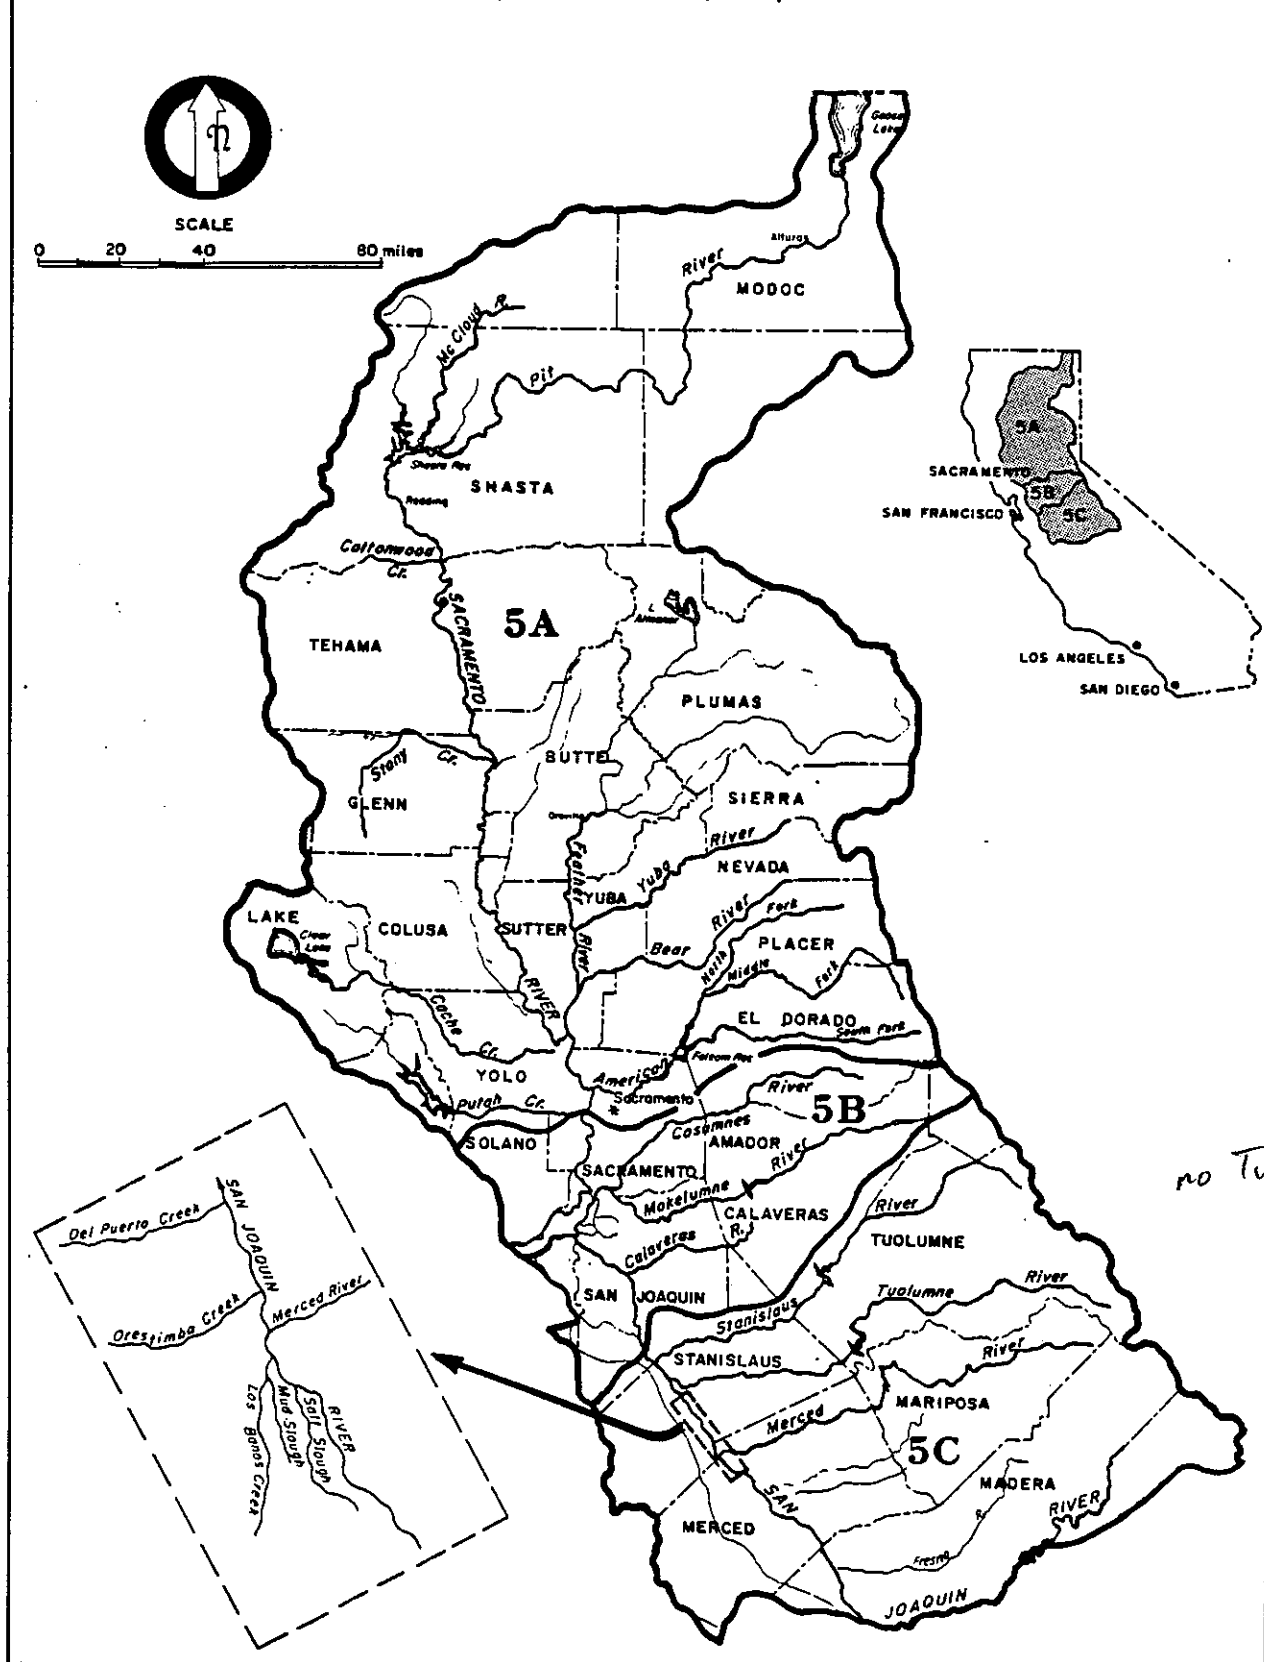 Goose
Lake
n
SCALE
0 20 40 80 miles
Alturas
River
MODOC
McCloud R.
Pit
5A
SACRAMENTO
5B
SAN FRANCISCO
5C
LOS ANGELES
SAN DIEGO
Shasta Res
SHASTA
Redding
Cottonwood
Cr.
SACRAMENTO
5A
L.
Almanor
TEHAMA
PLUMAS
Stony Cr.
BUTTE
GLENN
SIERRA
Oroville
Feather
River
Yuba River
NEVADA
YUBA
LAKE
Clear
Lake
COLUSA
SUTTER
Bear
River
North Fork
PLACER
Middle Fork
RIVER
Cache
Cr.
EL DORADO
South Fork
Folsom Res
YOLO
American
Sacramento
Putah Cr.
River
5B
Cosumnes
SOLANO
AMADOR
River
SACRAMENTO
Mokelumne
CALAVERAS
River
no Tu
Calaveras R.
TUOLUMNE
SAN JOAQUIN
Stanislaus
Tuolumne River
STANISLAUS
River
Merced
MARIPOSA
5C
SAN
MADERA
R.
RIVER
MERCED
Fresno
JOAQUIN
Del Puerto Creek
SAN JOAQUIN
Orestimba Creek
Merced River
Los Banos Creek
Mud Slough
Salt Slough
RIVER